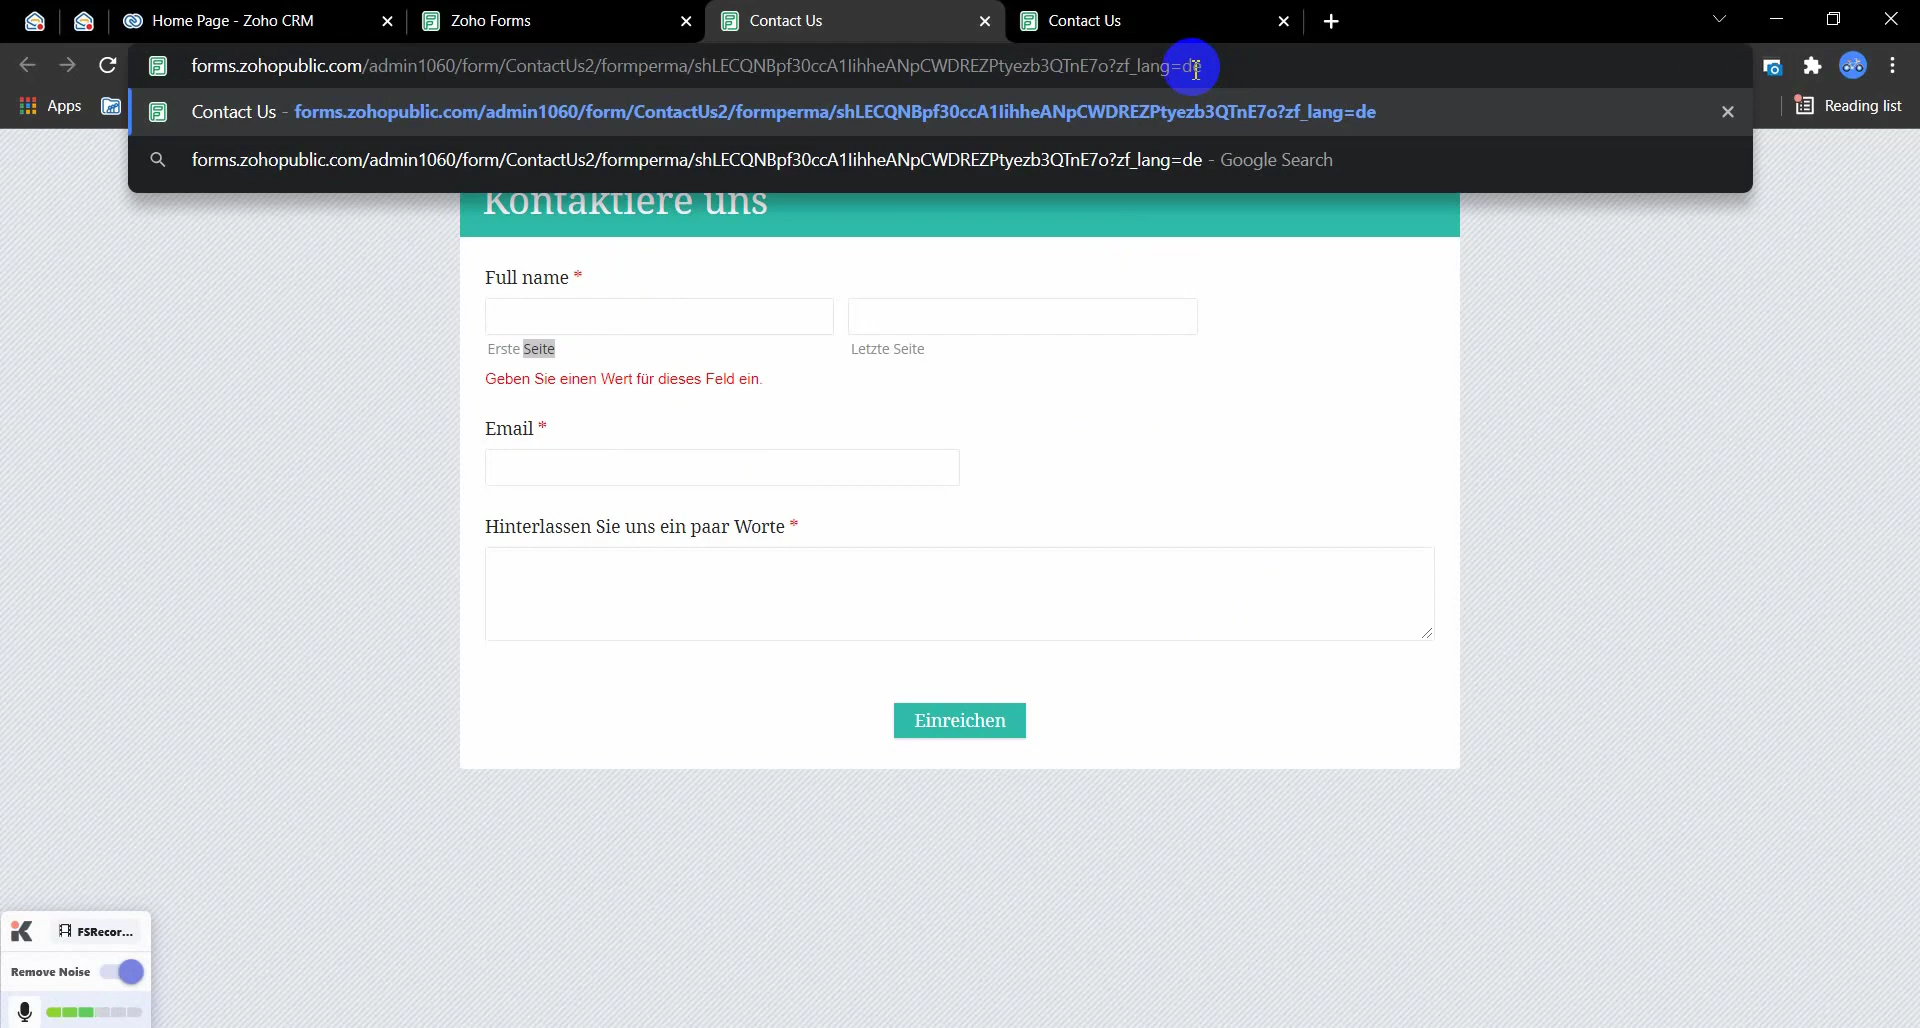 Home Page - Zoho CRM
Zoho Forms
Contact Us
Contact Us
forms.zohopublic.com/admin1060/form/ContactUs2/formperma/shLECQNBpf30ccA1lihheANpCWDREZPtyezb3QTnE7o?zf_lang=de
Apps
Contact Us - forms.zohopublic.com/admin1060/form/ContactUs2/formperma/shLECQNBpf30ccA1lihheANpCWDREZPtyezb3QTnE7o?zf_lang=de
Reading list
forms.zohopublic.com/admin1060/form/ContactUs2/formperma/shLECQNBpf30ccA1lihheANpCWDREZPtyezb3QTnE7o?zf_lang=de - Google Search
Kontaktiere uns
Full name *
Erste Seite
Letzte Seite
Geben Sie einen Wert für dieses Feld ein.
Email *
Hinterlassen Sie uns ein paar Worte *
Einreichen
FSRecor...
Remove Noise